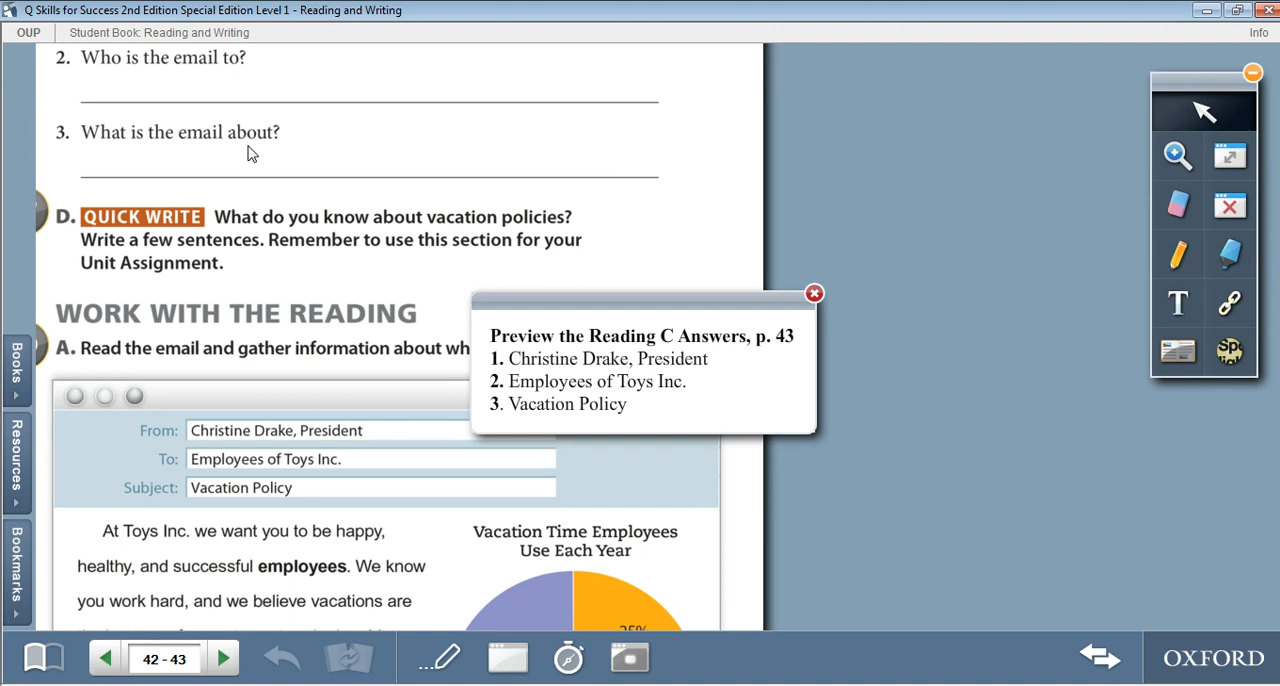 Q Skills for Success 2nd Edition Special Edition Level 1 - Reading and Writing
OUP
Student Book: Reading and Writing
Info
2. Who is the email to?
3. What is the email about?
D. QUICK WRITE What do you know about vacation policies?
Write a few sentences. Remember to use this section for your
Unit Assignment.
WORK WITH THE READING
A. Read the email and gather information about wh
Preview the Reading C Answers, p. 43
1. Christine Drake, President
2. Employees of Toys Inc.
3. Vacation Policy
From: Christine Drake, President
To: Employees of Toys Inc.
Subject: Vacation Policy
At Toys Inc. we want you to be happy,
healthy, and successful employees. We know
you work hard, and we believe vacations are
Vacation Time Employees
Use Each Year
25%
Books
Resources
Bookmarks
T
42 - 43
OXFORD